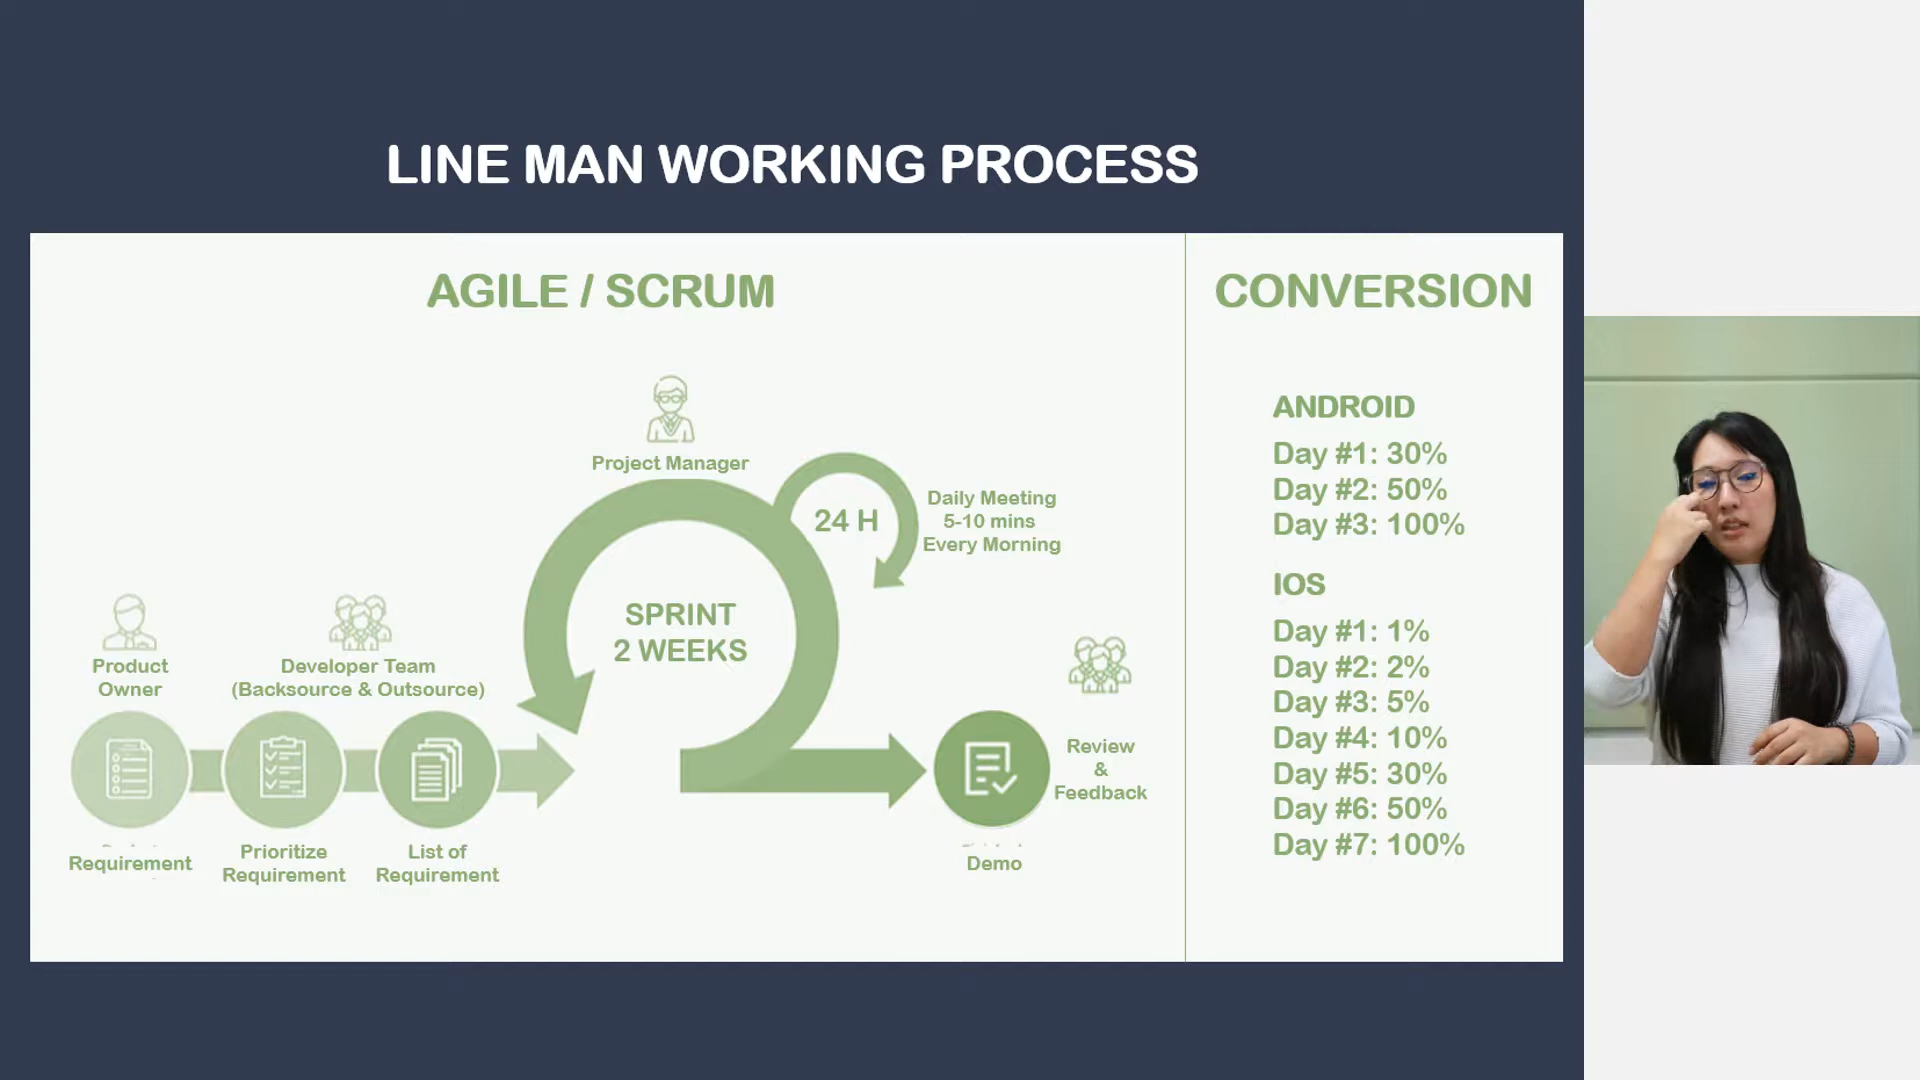 LINE MAN WORKING PROCESS
AGILE / SCRUM
Project Manager
24 H
Daily Meeting
5-10 mins
Every Morning
SPRINT
2 WEEKS
Product
Owner
Developer Team
(Backsource & Outsource)
Requirement
Prioritize
Requirement
List of
Requirement
Demo
Review
&
Feedback
CONVERSION
ANDROID
Day #1: 30%
Day #2: 50%
Day #3: 100%
IOS
Day #1: 1%
Day #2: 2%
Day #3: 5%
Day #4: 10%
Day #5: 30%
Day #6: 50%
Day #7: 100%